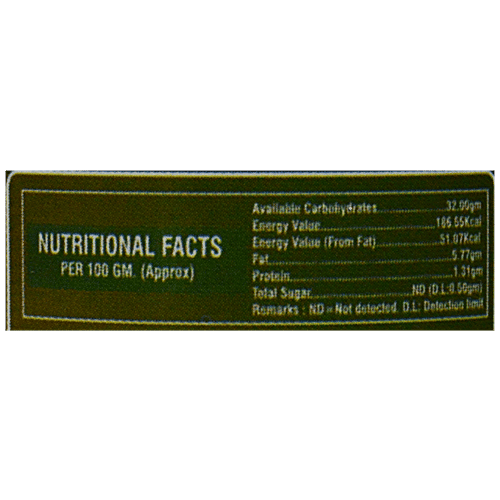 NUTRITIONAL FACTS
PER 100 GM. (Approx)
Available Carbohydrates 32.00gm
Energy Value 185.55Kcal
Energy Value (From Fat) 51.07Kcal
Fat 5.77gm
Protein 1.31gm
Total Sugar ND (D.L:0.50gm)
Remarks : ND = Not detected. D.L: Detection limit